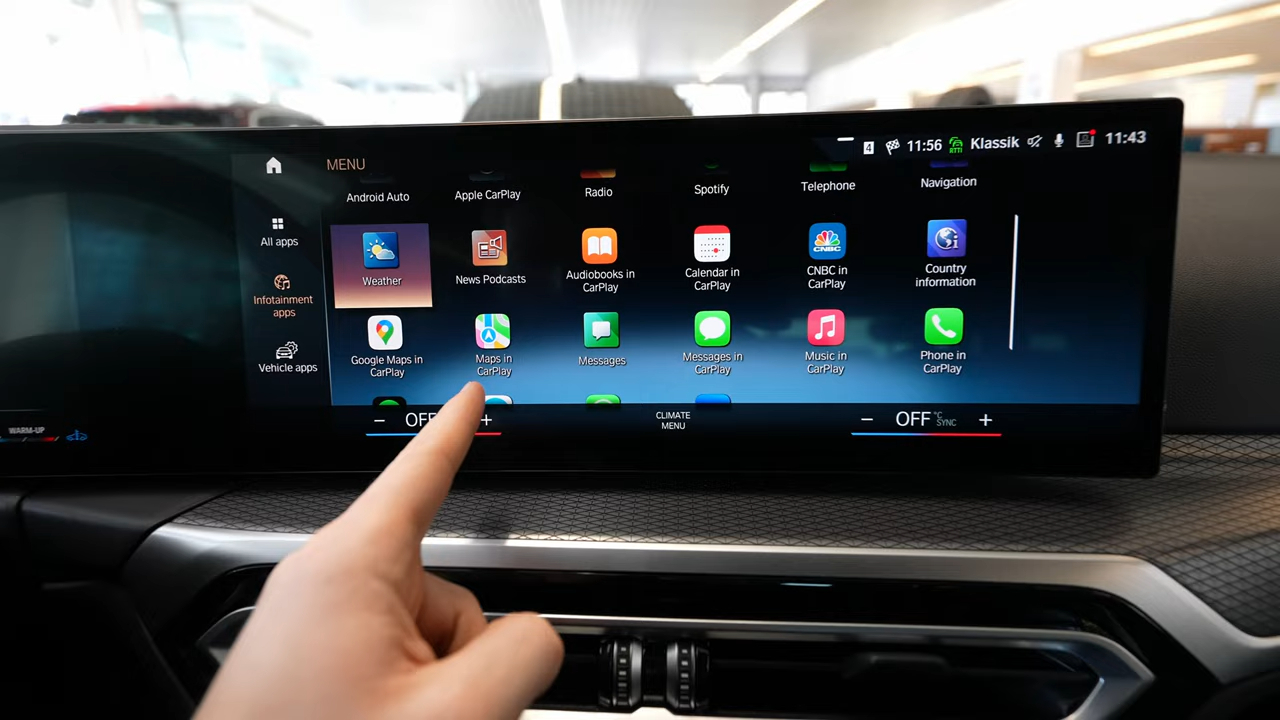 4 11:56 RTTI Klassik 11:43
MENU
Android Auto
Apple CarPlay
Radio
Spotify
Telephone
Navigation
All apps
Infotainment
apps
Vehicle apps
Weather
News Podcasts
Audiobooks in
CarPlay
Calendar in
CarPlay
CNBC
CNBC in
CarPlay
Country
information
Google Maps in
CarPlay
Maps in
CarPlay
Messages
Messages in
CarPlay
Music in
CarPlay
Phone in
CarPlay
WARM-UP
− OFF +
CLIMATE
MENU
− OFF °C SYNC +